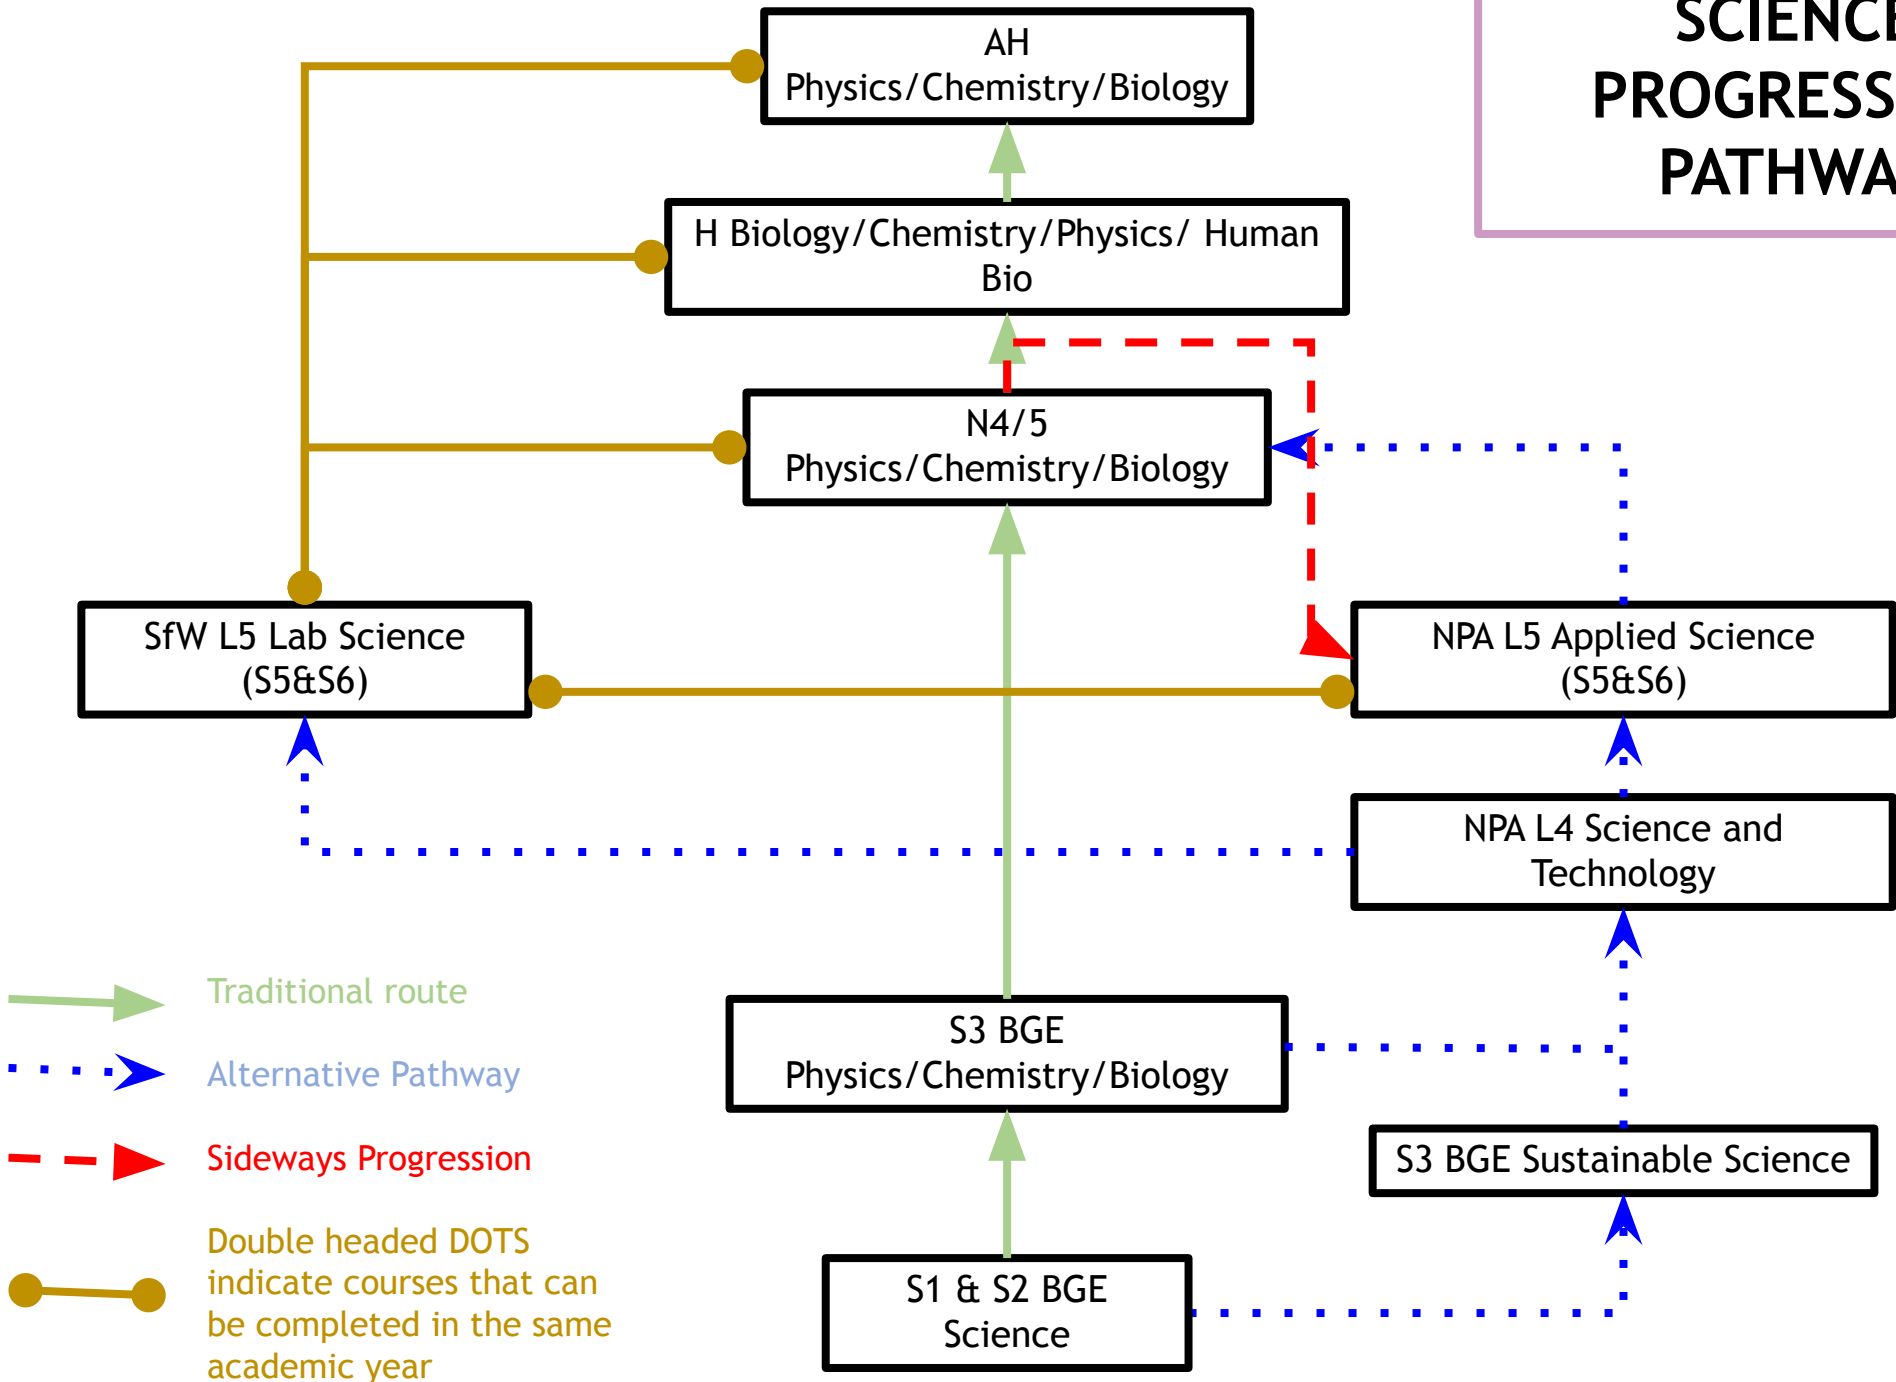 AH
Physics/Chemistry/Biology
SCIENCE
PROGRESS
PATHWA
H Biology/Chemistry/Physics/ Human
Bio
N4/5
Physics/Chemistry/Biology
SfW L5 Lab Science
(S5&S6)
NPA L5 Applied Science
(S5&S6)
NPA L4 Science and
Technology
S3 BGE
Physics/Chemistry/Biology
S3 BGE Sustainable Science
S1 & S2 BGE
Science
Traditional route
Alternative Pathway
Sideways Progression
Double headed DOTS
indicate courses that can
be completed in the same
academic year